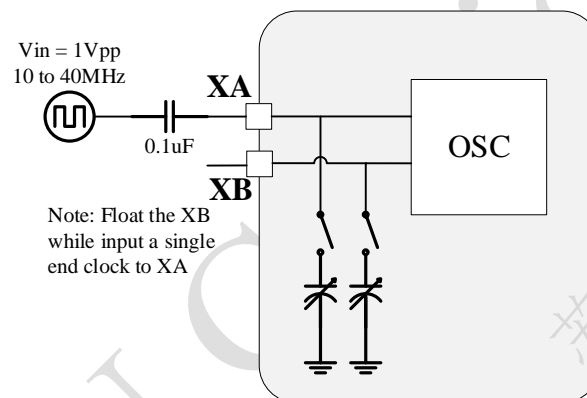 Vin = 1Vpp
10 to 40MHz
XA
0.1uF
OSC
XB
Note: Float the XB
while input a single
end clock to XA